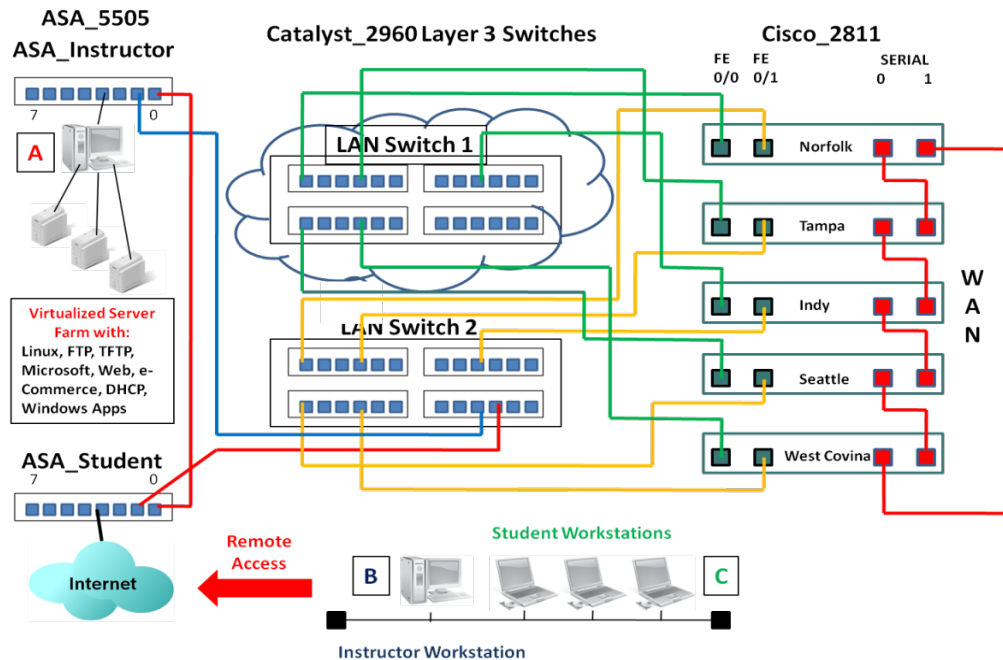 ASA_5505
ASA_Instructor
7 0
A
Virtualized Server
Farm with:
Linux, FTP, TFTP,
Microsoft, Web, e-
Commerce, DHCP,
Windows Apps
ASA_Student
7 0
Internet
Catalyst_2960 Layer 3 Switches
LAN Switch 1
LAN Switch 2
Cisco_2811
FE FE SERIAL
0/0 0/1 0 1
Norfolk
Tampa
Indy
Seattle
West Covina
W
A
N
Remote
Access
Student Workstations
B
C
Instructor Workstation